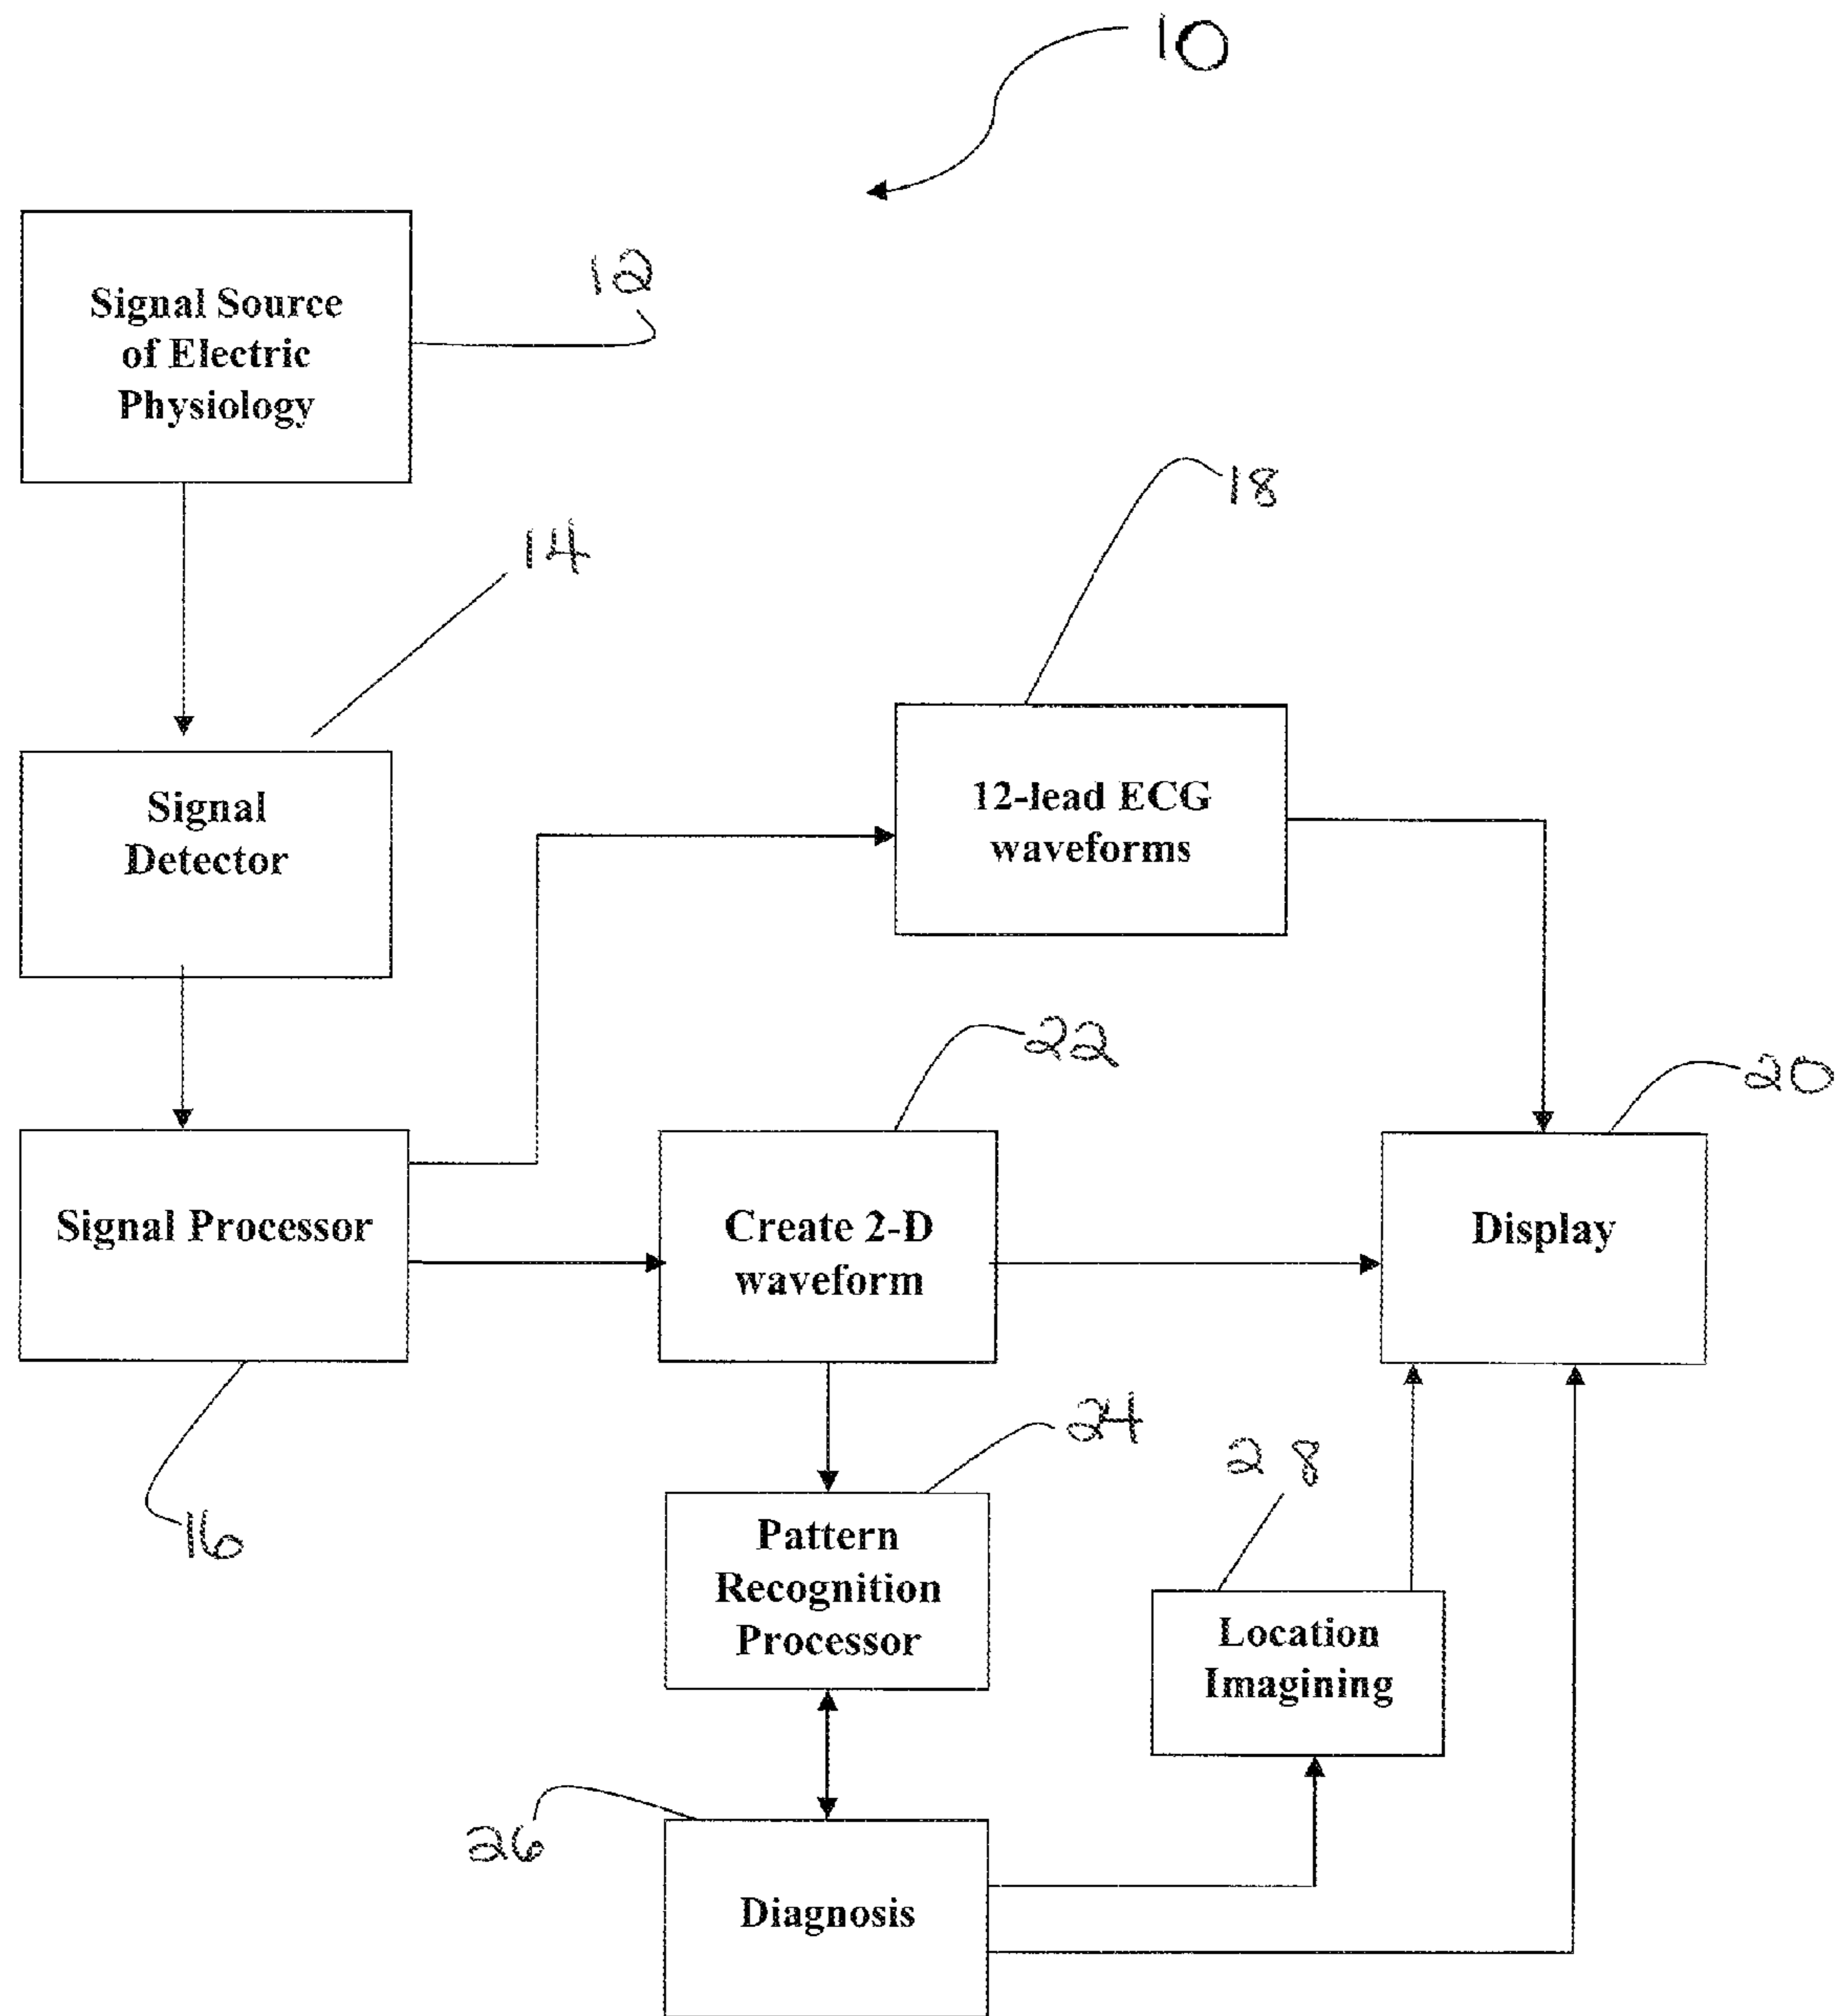 10
Signal Source
of Electric
Physiology
12
14
Signal
Detector
18
12-lead ECG
waveforms
22
20
Signal Processor
Create 2-D
waveform
Display
16
24
Pattern
Recognition
Processor
28
Location
Imagining
26
Diagnosis